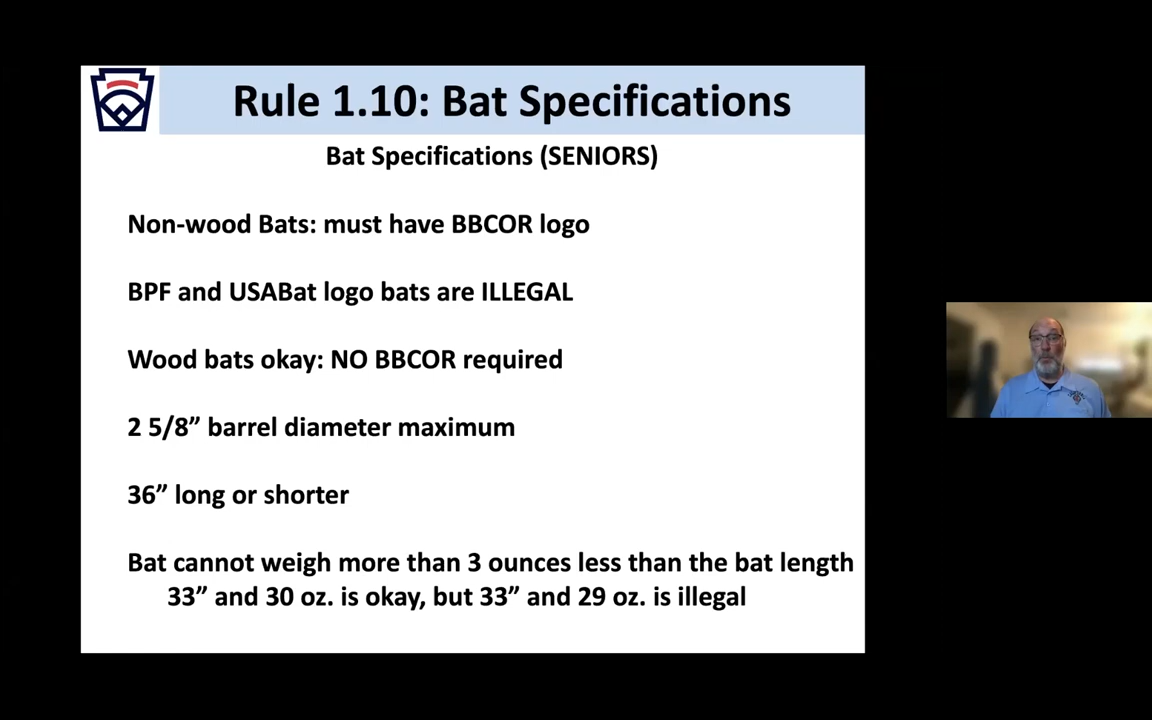 Rule 1.10: Bat Specifications
Bat Specifications (SENIORS)
Non-wood Bats: must have BBCOR logo
BPF and USABat logo bats are ILLEGAL
Wood bats okay: NO BBCOR required
2 5/8” barrel diameter maximum
36” long or shorter
Bat cannot weigh more than 3 ounces less than the bat length
33” and 30 oz. is okay, but 33” and 29 oz. is illegal